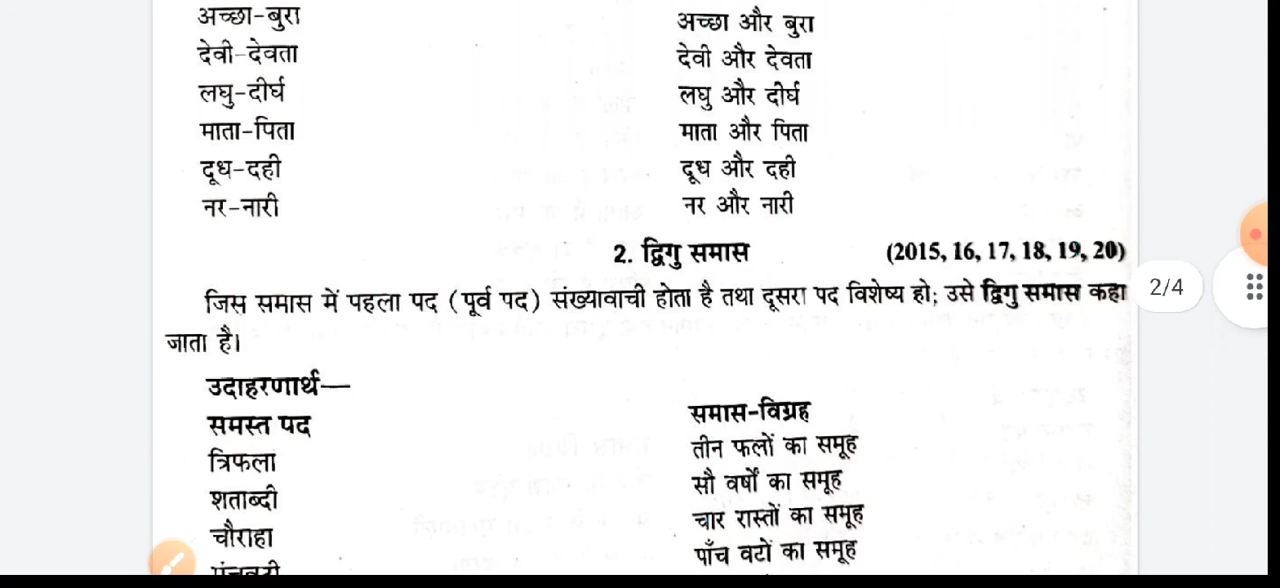 अच्छा-बुरा अच्छा और बुरा
देवी-देवता देवी और देवता
लघु-दीर्घ लघु और दीर्घ
माता-पिता माता और पिता
दूध-दही दूध और दही
नर-नारी नर और नारी
2. द्विगु समास (2015, 16, 17, 18, 19, 20)
जिस समास में पहला पद (पूर्व पद) संख्यावाची होता है तथा दूसरा पद विशेष्य हो; उसे द्विगु समास कहा
2/4
जाता है।
उदाहरणार्थ—
समस्त पद समास-विग्रह
त्रिफला तीन फलों का समूह
शताब्दी सौ वर्षों का समूह
चौराहा चार रास्तों का समूह
पंचवटी पाँच वटों का समूह